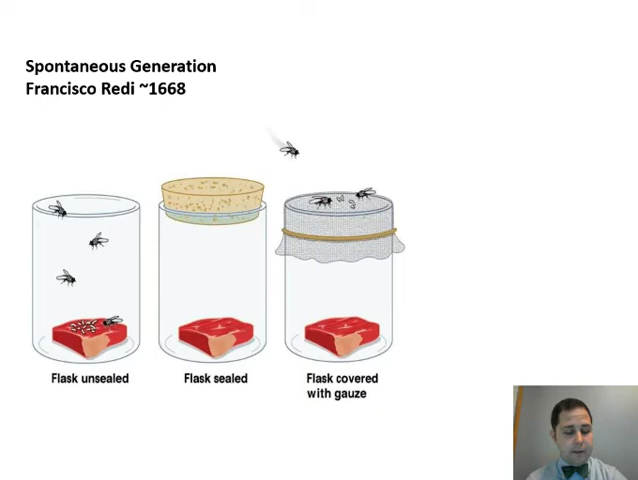 Spontaneous Generation
Francisco Redi ~1668
Flask unsealed
Flask sealed
Flask covered
with gauze